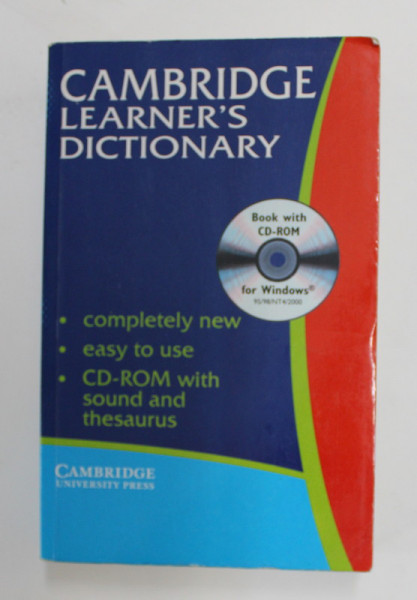 CAMBRIDGE
LEARNER'S
DICTIONARY
Book with
CD-ROM
for Windows®
95/98/NT4/2000
• completely new
• easy to use
• CD-ROM with
sound and
thesaurus
CAMBRIDGE
UNIVERSITY PRESS